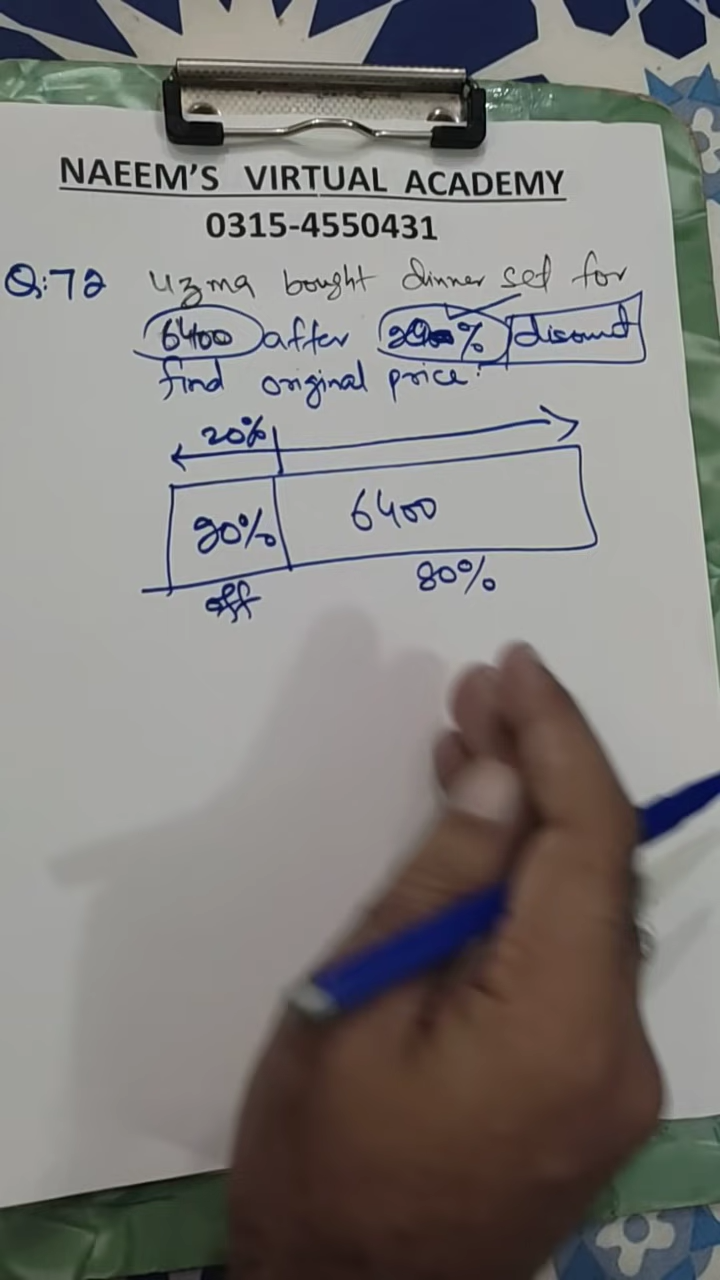 NAEEM'S VIRTUAL ACADEMY
0315-4550431
Q:72 Uzma bought dinner set for
6400 after 20% discount
find original price?
20%
20% 6400
off 80%